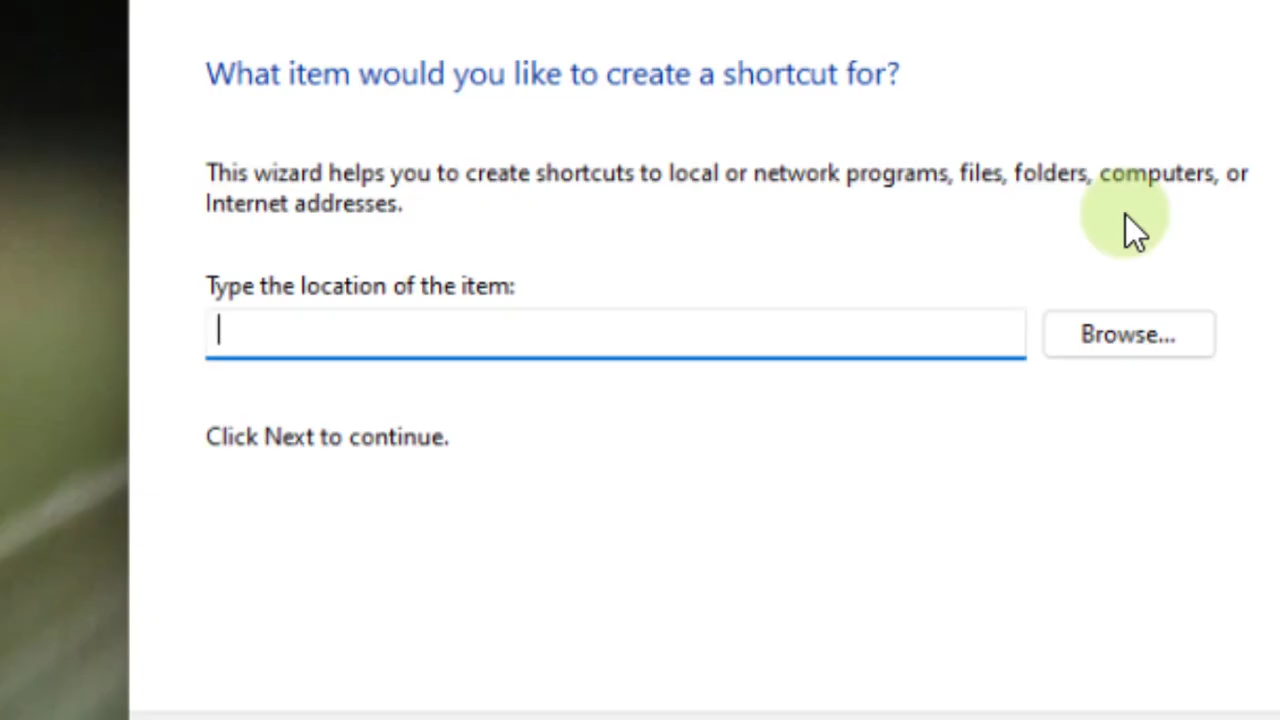 What item would you like to create a shortcut for?
This wizard helps you to create shortcuts to local or network programs, files, folders, computers, or
Internet addresses.
Type the location of the item:
Browse...
Click Next to continue.